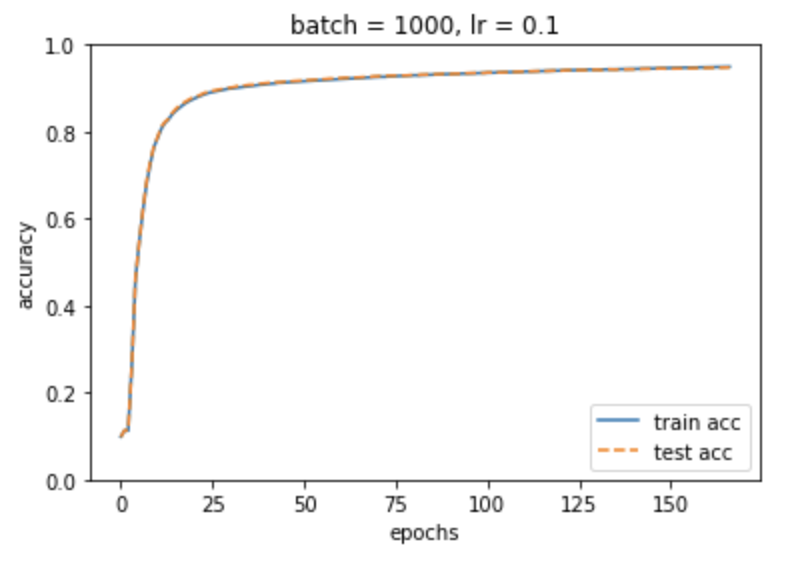 batch = 1000, lr = 0.1
1.0
0.8
0.6
0.4
0.2
0.0
accuracy
train acc
test acc
0 25 50 75 100 125 150
epochs